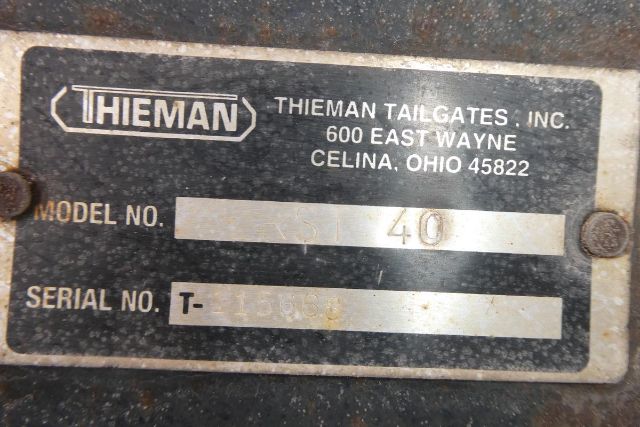 THIEMAN
THIEMAN TAILGATES, INC.
600 EAST WAYNE
CELINA, OHIO 45822
MODEL NO. 40
SERIAL NO. T-